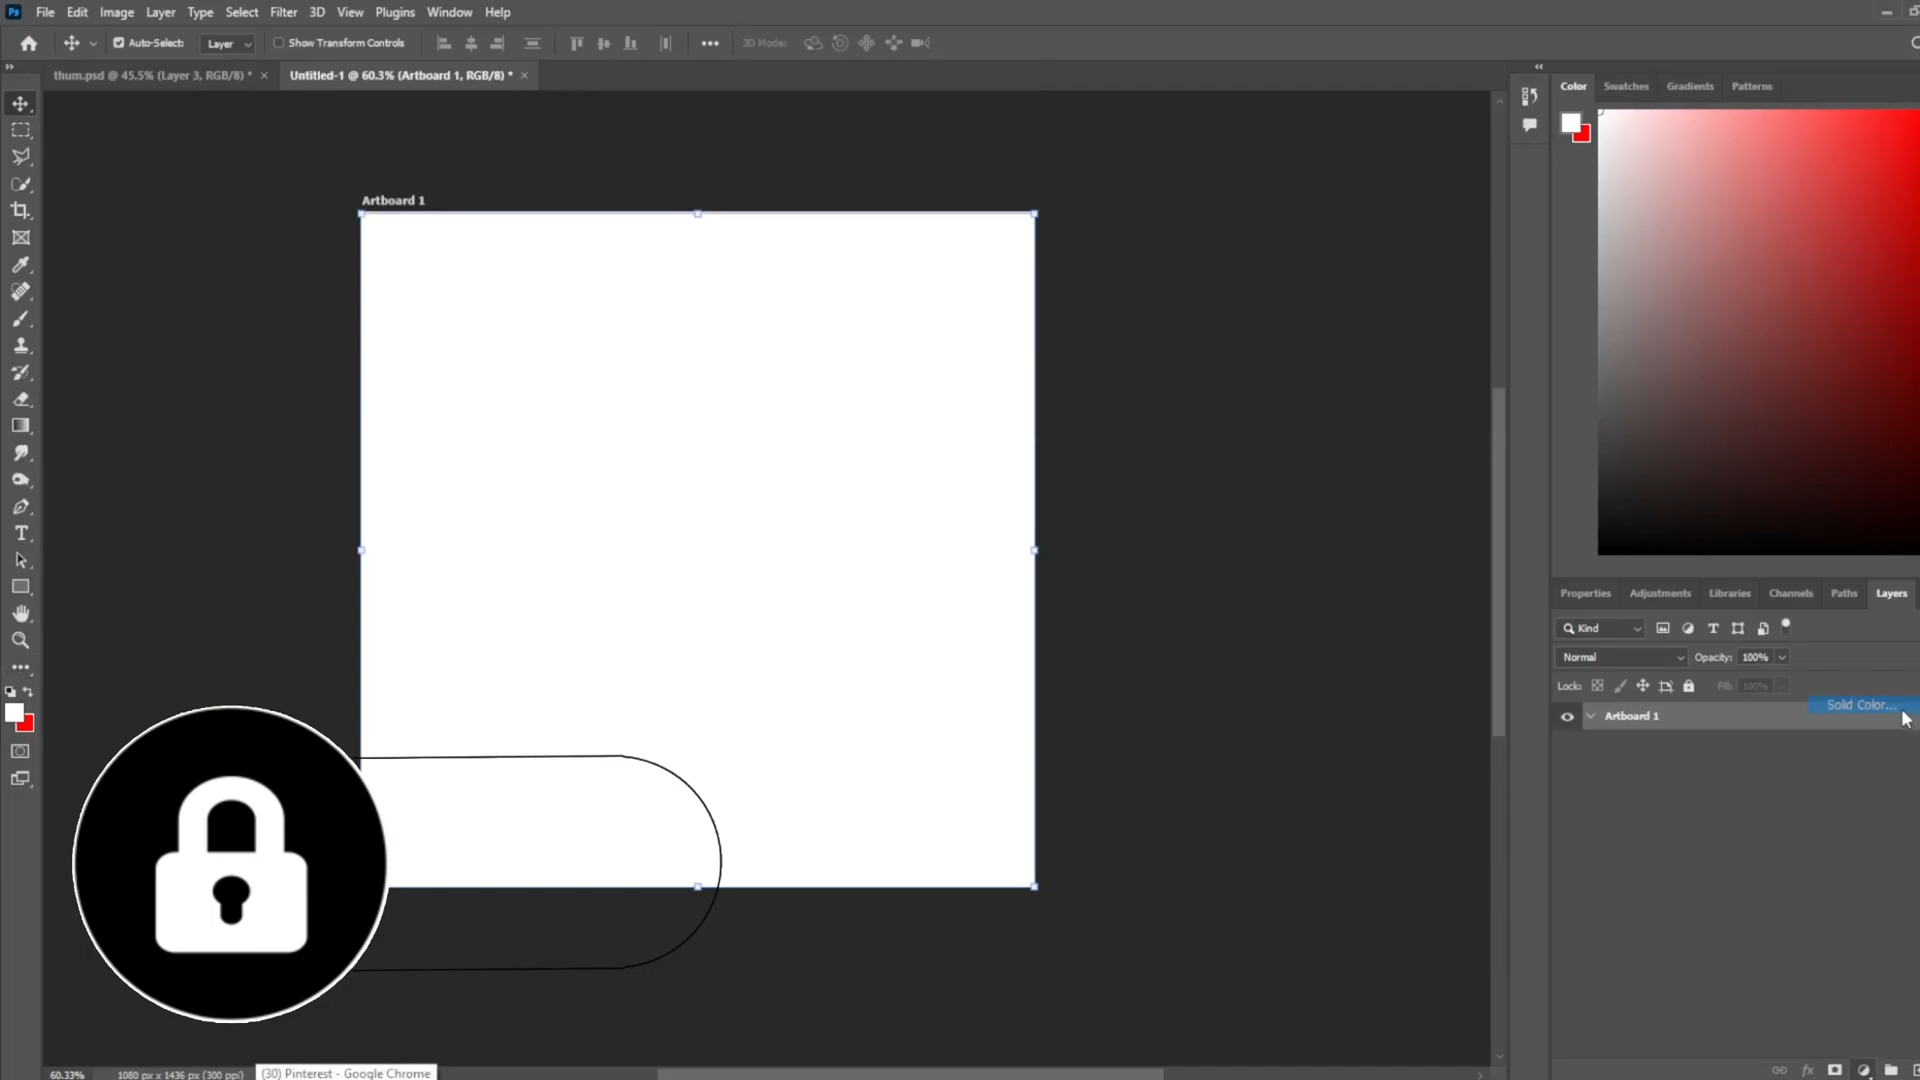 Ps File Edit Image Layer Type Select Filter 3D View Plugins Window Help
Auto-Select: Layer Show Transform Controls 3D Mode:
thum.psd @ 45.5% (Layer 3, RGB/8) * × Untitled-1 @ 60.3% (Artboard 1, RGB/8) * ×
Color Swatches Gradients Patterns
Artboard 1
Properties Adjustments Libraries Channels Paths Layers
Kind
Normal Opacity: 100%
Lock: Fill: 100%
Solid Color...
Artboard 1
60.33% 1080 px x 1436 px (300 ppi) (30) Pinterest - Google Chrome